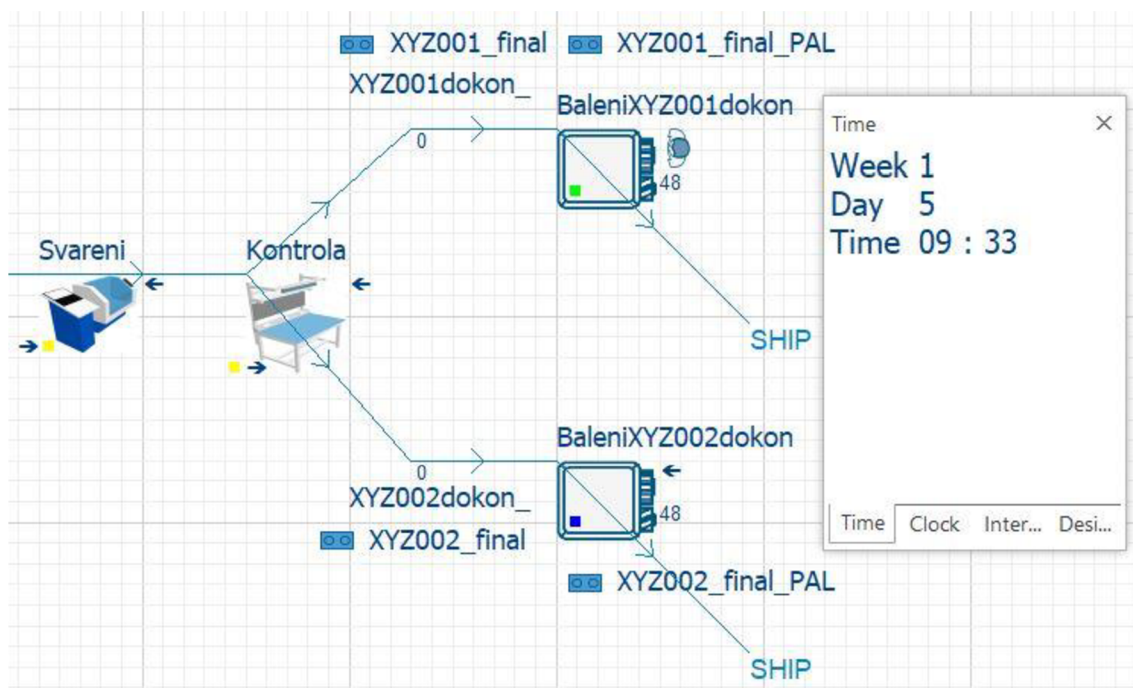 XYZ001_final
XYZ001_final_PAL
XYZ001dokon_
BaleniXYZ001dokon
0
48
Svareni
Kontrola
SHIP
BaleniXYZ002dokon
0
48
XYZ002dokon_
XYZ002_final
XYZ002_final_PAL
SHIP
Time
Week 1
Day 5
Time 09 : 33
Time Clock Inter... Desi...